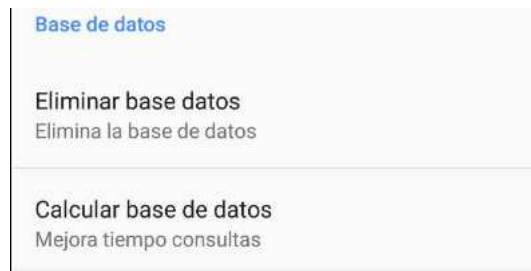 Base de datos
Eliminar base datos
Elimina la base de datos
Calcular base de datos
Mejora tiempo consultas